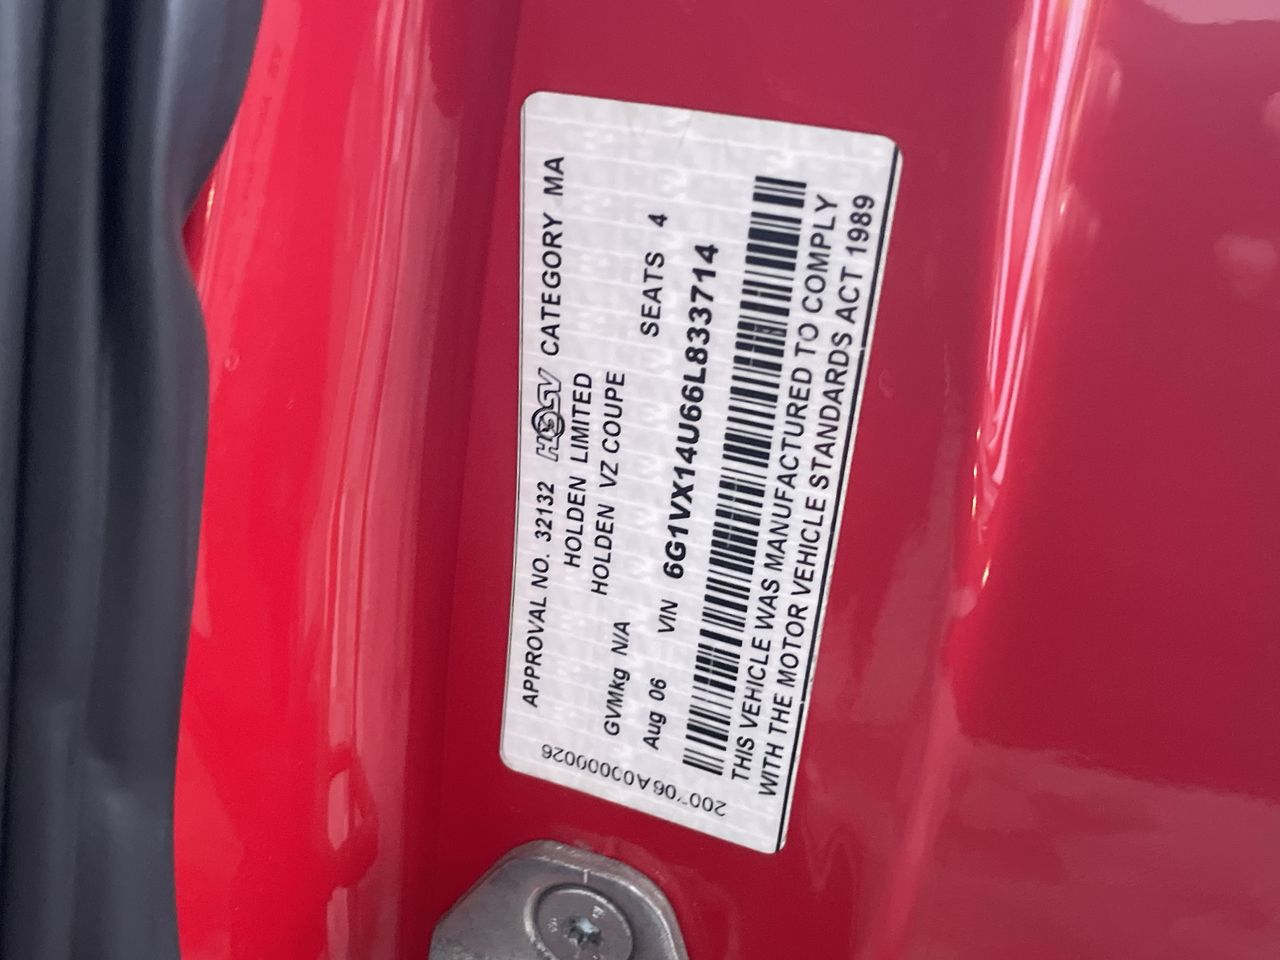 APPROVAL NO. 32132 HSV CATEGORY MA
HOLDEN LIMITED
HOLDEN VZ COUPE
GVMkg N/A SEATS 4
Aug 06 VIN 6G1VX14U66L833714
THIS VEHICLE WAS MANUFACTURED TO COMPLY
WITH THE MOTOR VEHICLE STANDARDS ACT 1989